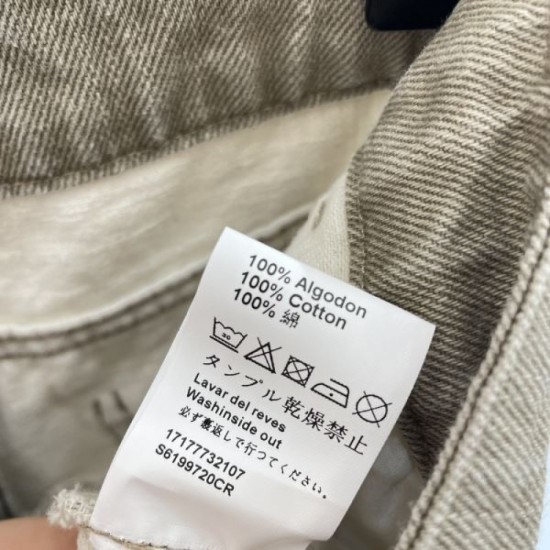 100% Algodon
100% Cotton
100% 綿
30
タンブル乾燥禁止
Lavar del reves
Washinside out
必ず裏返しで行ってください。
17177732107
S6199720CR